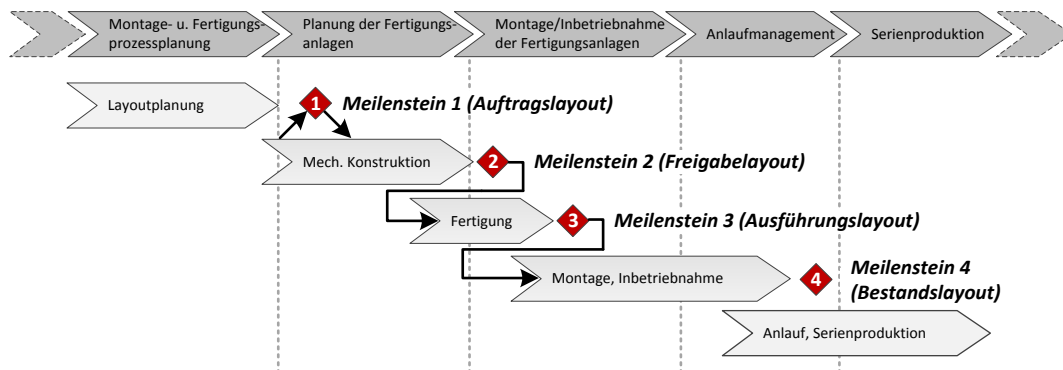 Montage- u. Fertigungs-
prozessplanung
Planung der Fertigungs-
anlagen
Montage/Inbetriebnahme
der Fertigungsanlagen
Anlaufmanagement
Serienproduktion
Layoutplanung
1
Meilenstein 1 (Auftragslayout)
Mech. Konstruktion
2
Meilenstein 2 (Freigabelayout)
Fertigung
3
Meilenstein 3 (Ausführungslayout)
Montage, Inbetriebnahme
4
Meilenstein 4
(Bestandslayout)
Anlauf, Serienproduktion